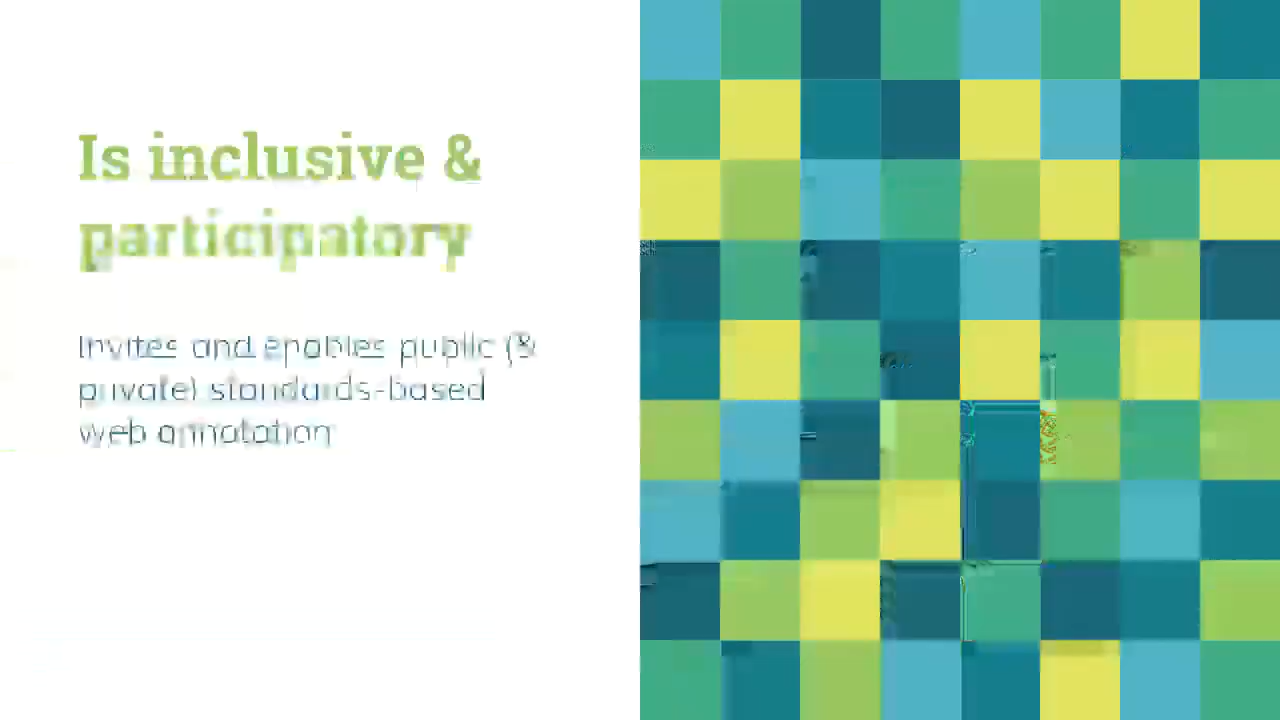 Is inclusive &
participatory
Invites and enables public (&
private) standards-based
web annotation